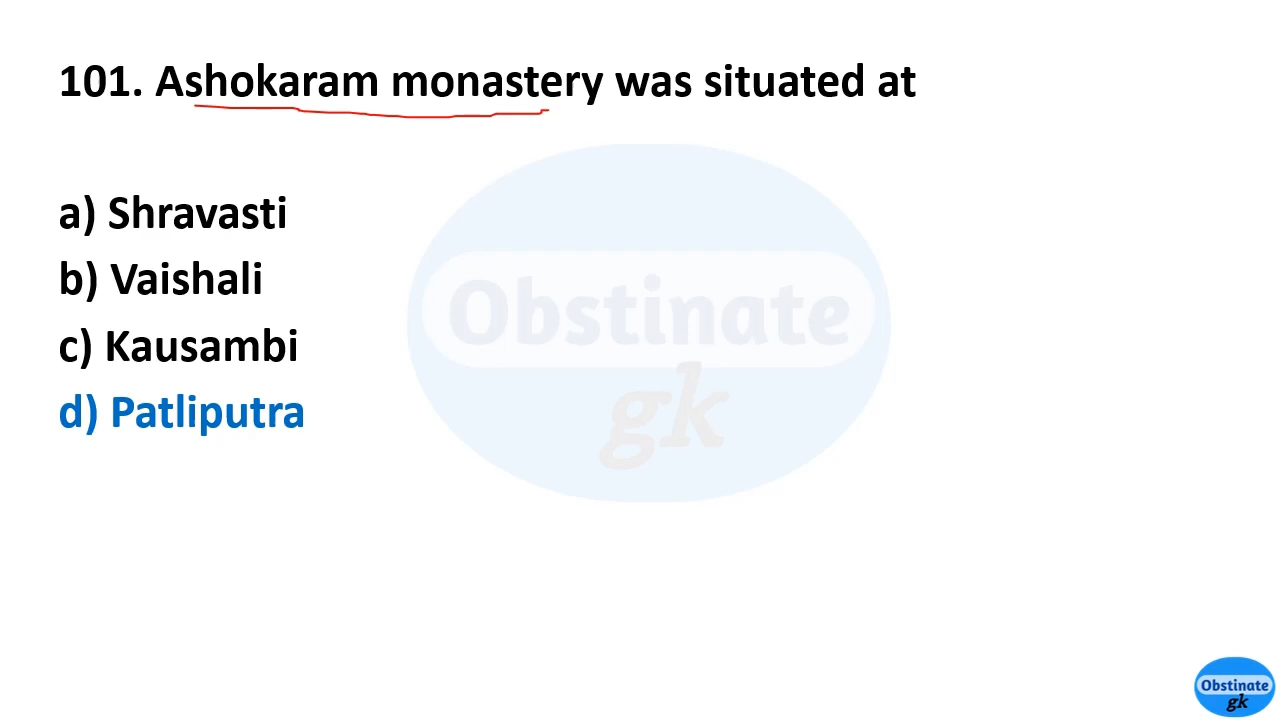 101. Ashokaram monastery was situated at
a) Shravasti
b) Vaishali
c) Kausambi
d) Patliputra
Obstinate
gk
Obstinate
gk